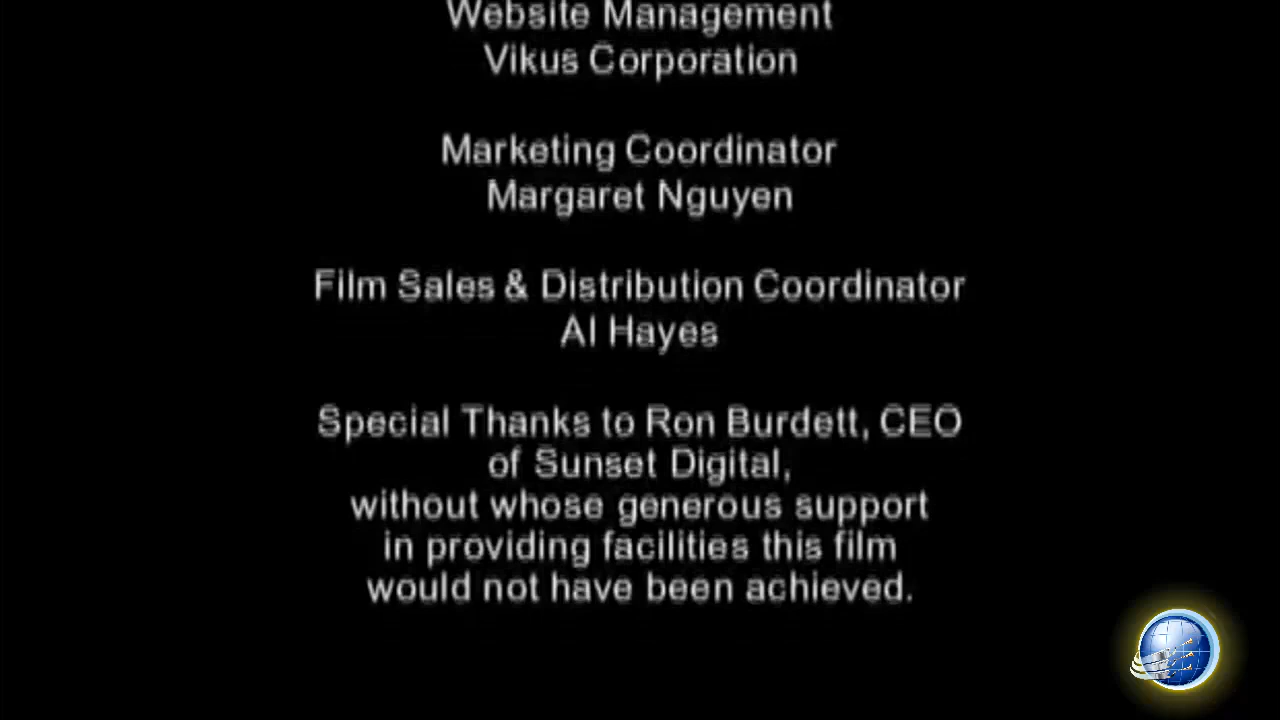 Website Management
Vikus Corporation
Marketing Coordinator
Margaret Nguyen
Film Sales & Distribution Coordinator
Al Hayes
Special Thanks to Ron Burdett, CEO
of Sunset Digital,
without whose generous support
in providing facilities this film
would not have been achieved.